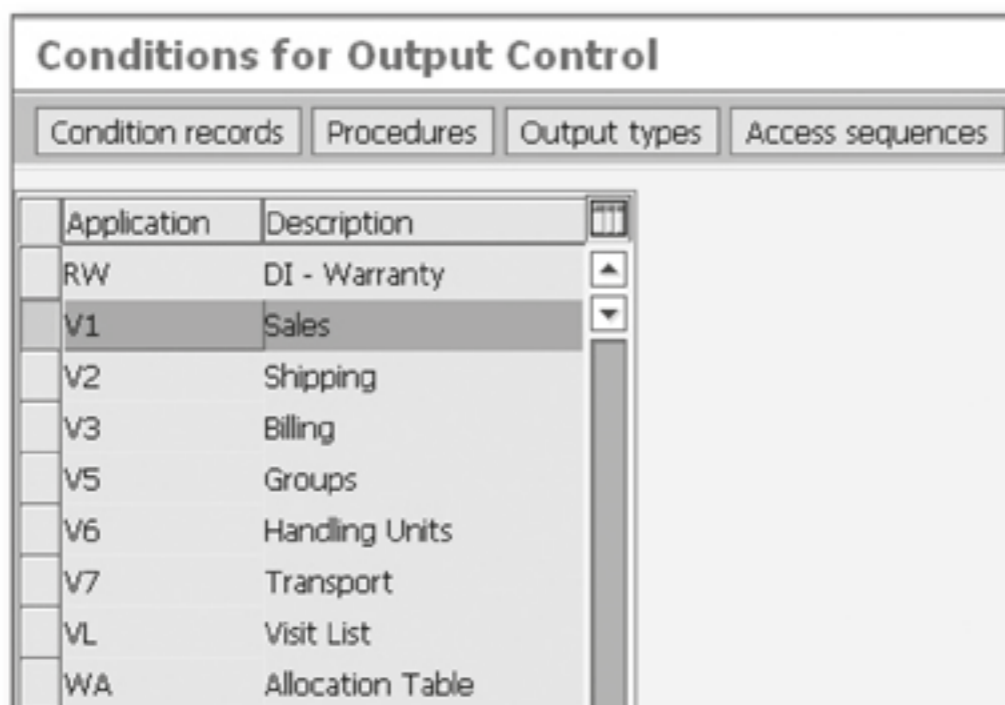 Conditions for Output Control
Condition records Procedures Output types Access sequences
Application Description
RW DI - Warranty
V1 Sales
V2 Shipping
V3 Billing
V5 Groups
V6 Handling Units
V7 Transport
VL Visit List
WA Allocation Table